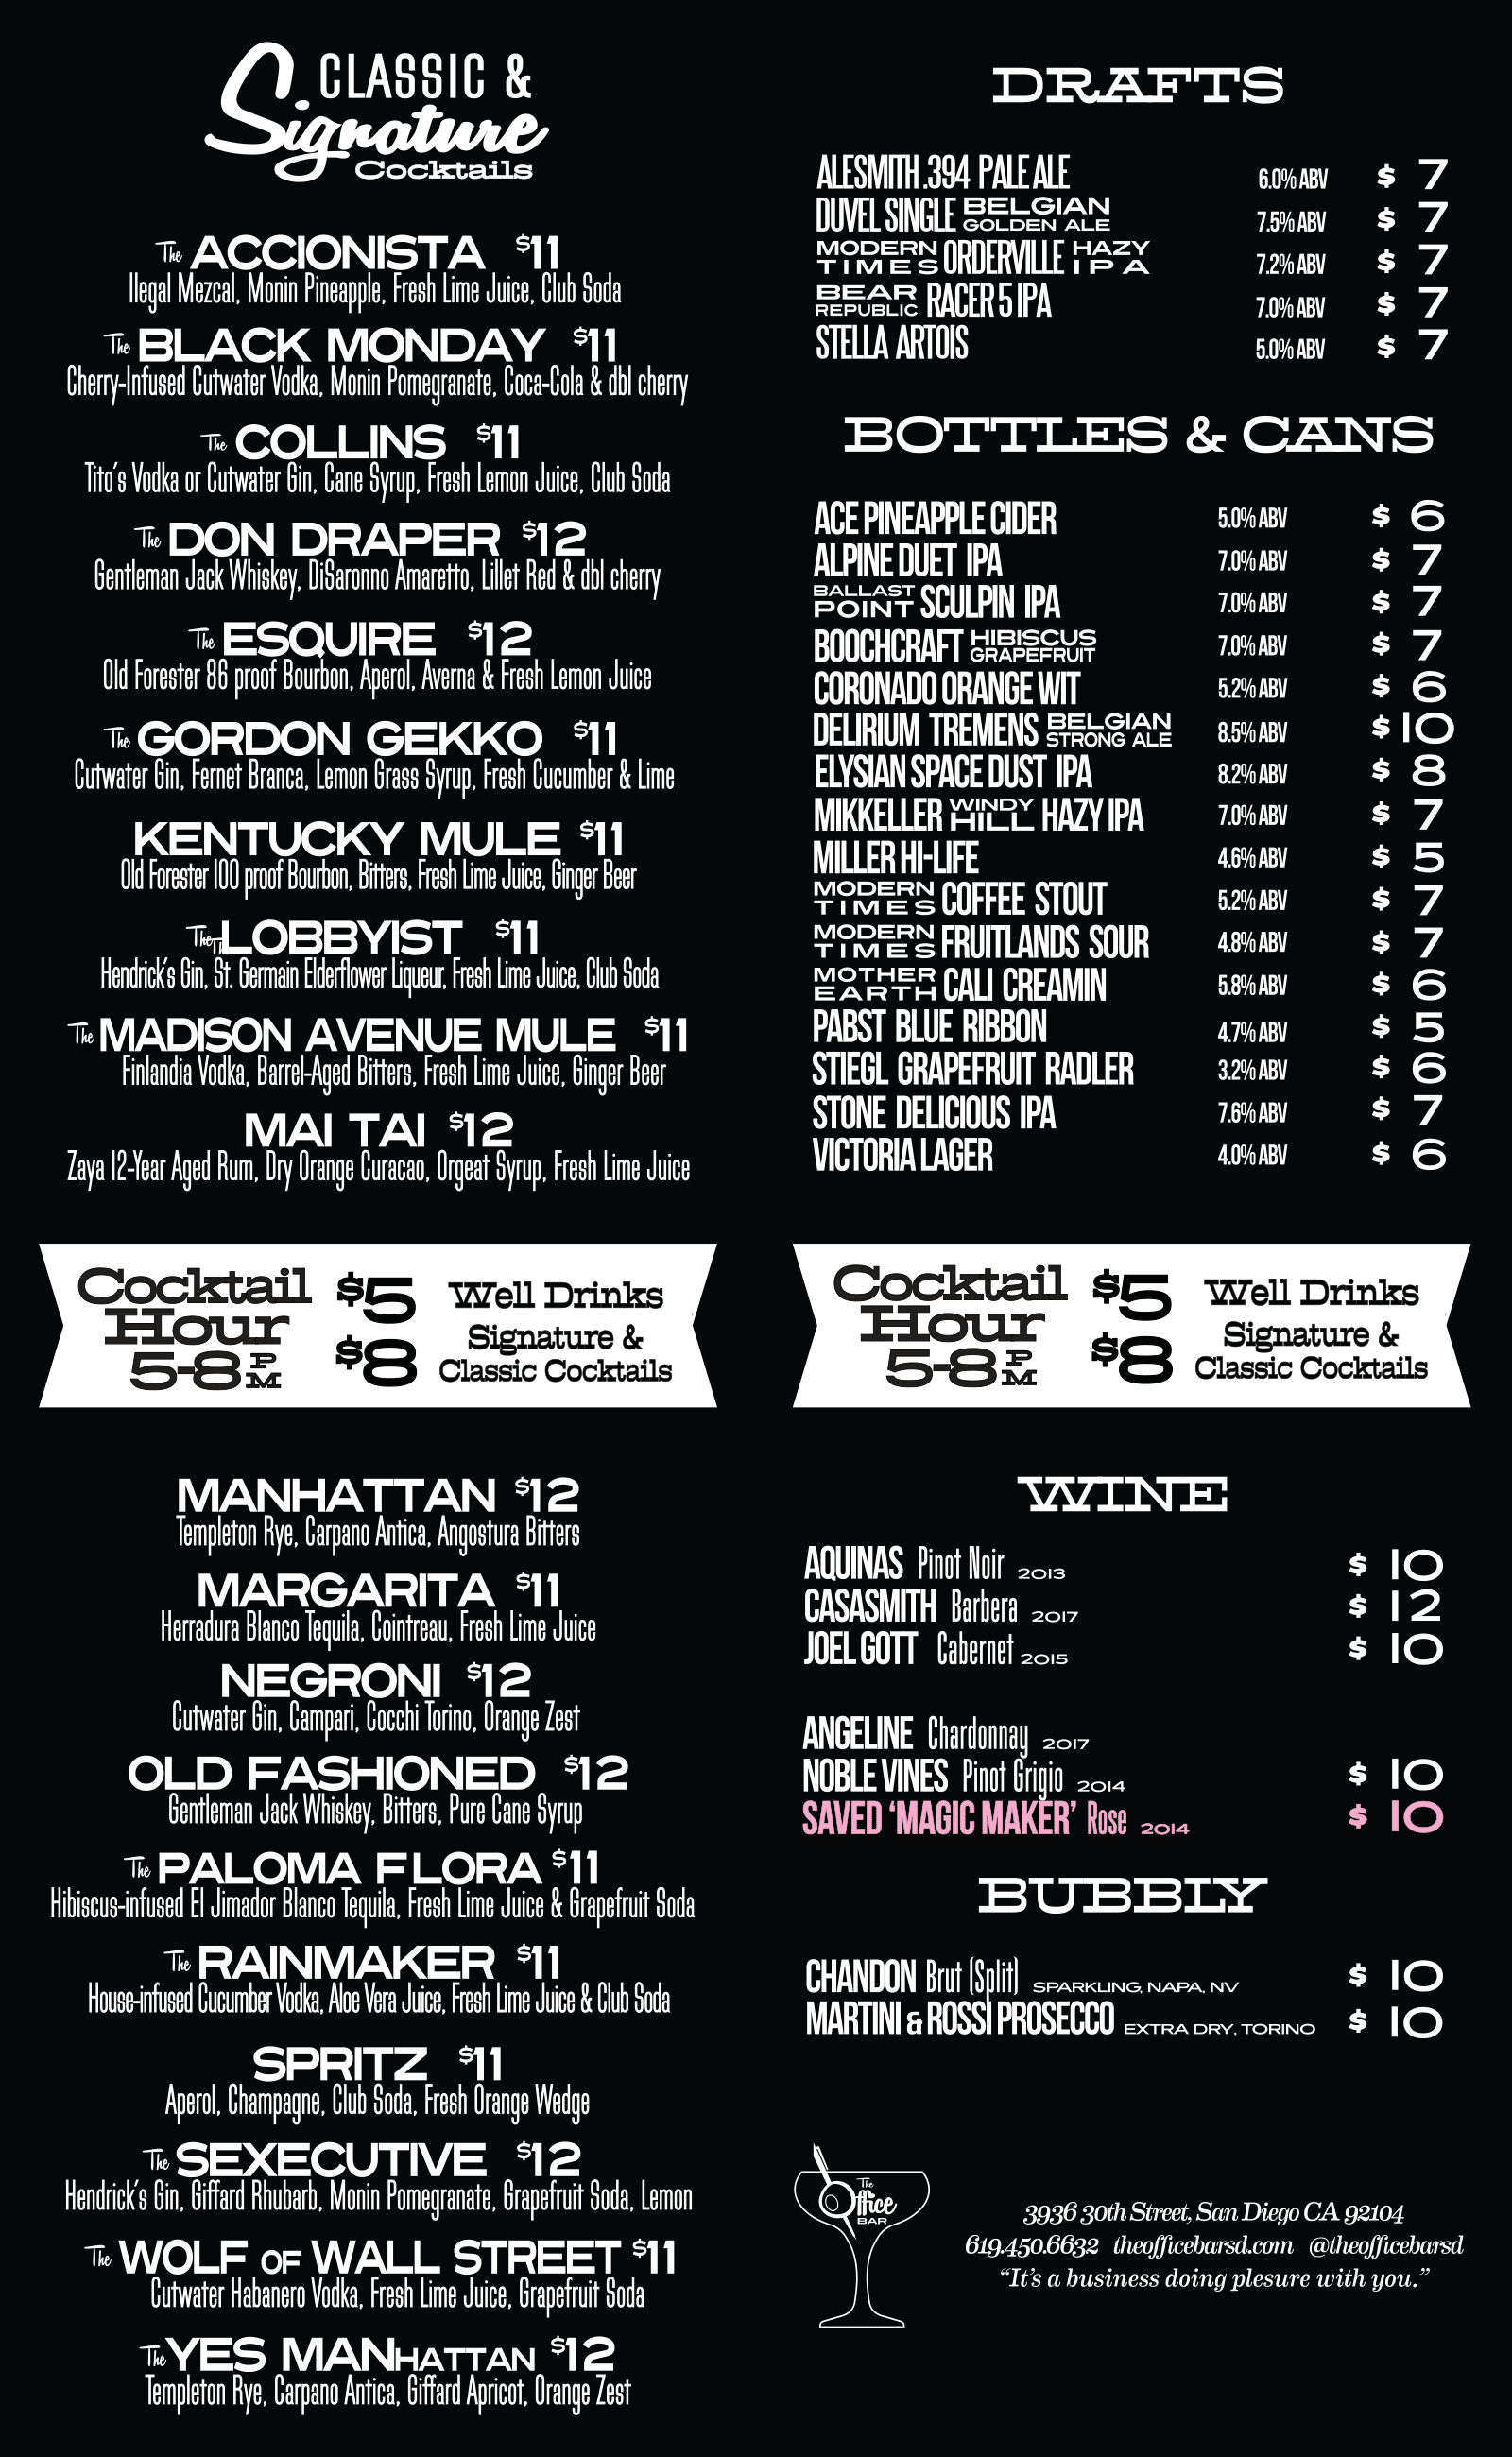 CLASSIC &
Signature
Cocktails
The ACCIONISTA $11
Ilegal Mezcal, Monin Pineapple, Fresh Lime Juice, Club Soda
The BLACK MONDAY $11
Cherry-Infused Cutwater Vodka, Monin Pomegranate, Coca-Cola & dbl cherry
The COLLINS $11
Tito's Vodka or Cutwater Gin, Cane Syrup, Fresh Lemon Juice, Club Soda
The DON DRAPER $12
Gentleman Jack Whiskey, DiSaronno Amaretto, Lillet Red & dbl cherry
The ESQUIRE $12
Old Forester 86 proof Bourbon, Aperol, Averna & Fresh Lemon Juice
The GORDON GEKKO $11
Cutwater Gin, Fernet Branca, Lemon Grass Syrup, Fresh Cucumber & Lime
KENTUCKY MULE $11
Old Forester 100 proof Bourbon, Bitters, Fresh Lime Juice, Ginger Beer
The LOBBYIST $11
Hendrick's Gin, St. Germain Elderflower Liqueur, Fresh Lime Juice, Club Soda
The MADISON AVENUE MULE $11
Finlandia Vodka, Barrel-Aged Bitters, Fresh Lime Juice, Ginger Beer
MAI TAI $12
Zaya 12-Year Aged Rum, Dry Orange Curacao, Orgeat Syrup, Fresh Lime Juice
Cocktail Hour 5-8 PM
$5 Well Drinks
$8 Signature & Classic Cocktails
MANHATTAN $12
Templeton Rye, Carpano Antica, Angostura Bitters
MARGARITA $11
Herradura Blanco Tequila, Cointreau, Fresh Lime Juice
NEGRONI $12
Cutwater Gin, Campari, Cocchi Torino, Orange Zest
OLD FASHIONED $12
Gentleman Jack Whiskey, Bitters, Pure Cane Syrup
The PALOMA FLORA $11
Hibiscus-infused El Jimador Blanco Tequila, Fresh Lime Juice & Grapefruit Soda
The RAINMAKER $11
House-infused Cucumber Vodka, Aloe Vera Juice, Fresh Lime Juice & Club Soda
SPRITZ $11
Aperol, Champagne, Club Soda, Fresh Orange Wedge
The SEXECUTIVE $12
Hendrick's Gin, Giffard Rhubarb, Monin Pomegranate, Grapefruit Soda, Lemon
The WOLF OF WALL STREET $11
Cutwater Habanero Vodka, Fresh Lime Juice, Grapefruit Soda
The YES MANHATTAN $12
Templeton Rye, Carpano Antica, Giffard Apricot, Orange Zest
DRAFTS
ALESMITH .394 PALE ALE 6.0% ABV $ 7
DUVEL SINGLE BELGIAN GOLDEN ALE 7.5% ABV $ 7
MODERN TIMES ORDERVILLE HAZY IPA 7.2% ABV $ 7
BEAR REPUBLIC RACER 5 IPA 7.0% ABV $ 7
STELLA ARTOIS 5.0% ABV $ 7
BOTTLES & CANS
ACE PINEAPPLE CIDER 5.0% ABV $ 6
ALPINE DUET IPA 7.0% ABV $ 7
BALLAST POINT SCULPIN IPA 7.0% ABV $ 7
BOOCHCRAFT HIBISCUS GRAPEFRUIT 7.0% ABV $ 7
CORONADO ORANGE WIT 5.2% ABV $ 6
DELIRIUM TREMENS BELGIAN STRONG ALE 8.5% ABV $ 10
ELYSIAN SPACE DUST IPA 8.2% ABV $ 8
MIKKELLER WINDY HILL HAZY IPA 7.0% ABV $ 7
MILLER HI-LIFE 4.6% ABV $ 5
MODERN TIMES COFFEE STOUT 5.2% ABV $ 7
MODERN TIMES FRUITLANDS SOUR 4.8% ABV $ 7
MOTHER EARTH CALI CREAMIN 5.8% ABV $ 6
PABST BLUE RIBBON 4.7% ABV $ 5
STIEGL GRAPEFRUIT RADLER 3.2% ABV $ 6
STONE DELICIOUS IPA 7.6% ABV $ 7
VICTORIA LAGER 4.0% ABV $ 6
Cocktail Hour 5-8 PM
$5 Well Drinks
$8 Signature & Classic Cocktails
WINE
AQUINAS Pinot Noir 2013 $ 10
CASASMITH Barbera 2017 $ 12
JOEL GOTT Cabernet 2015 $ 10
ANGELINE Chardonnay 2017
NOBLE VINES Pinot Grigio 2014 $ 10
SAVED 'MAGIC MAKER' Rose 2014 $ 10
BUBBLY
CHANDON Brut (Split) SPARKLING, NAPA, NV $ 10
MARTINI & ROSSI PROSECCO EXTRA DRY, TORINO $ 10
The Office BAR
3936 30th Street, San Diego CA 92104
619.450.6632 theofficebarsd.com @theofficebarsd
"It's a business doing plesure with you."